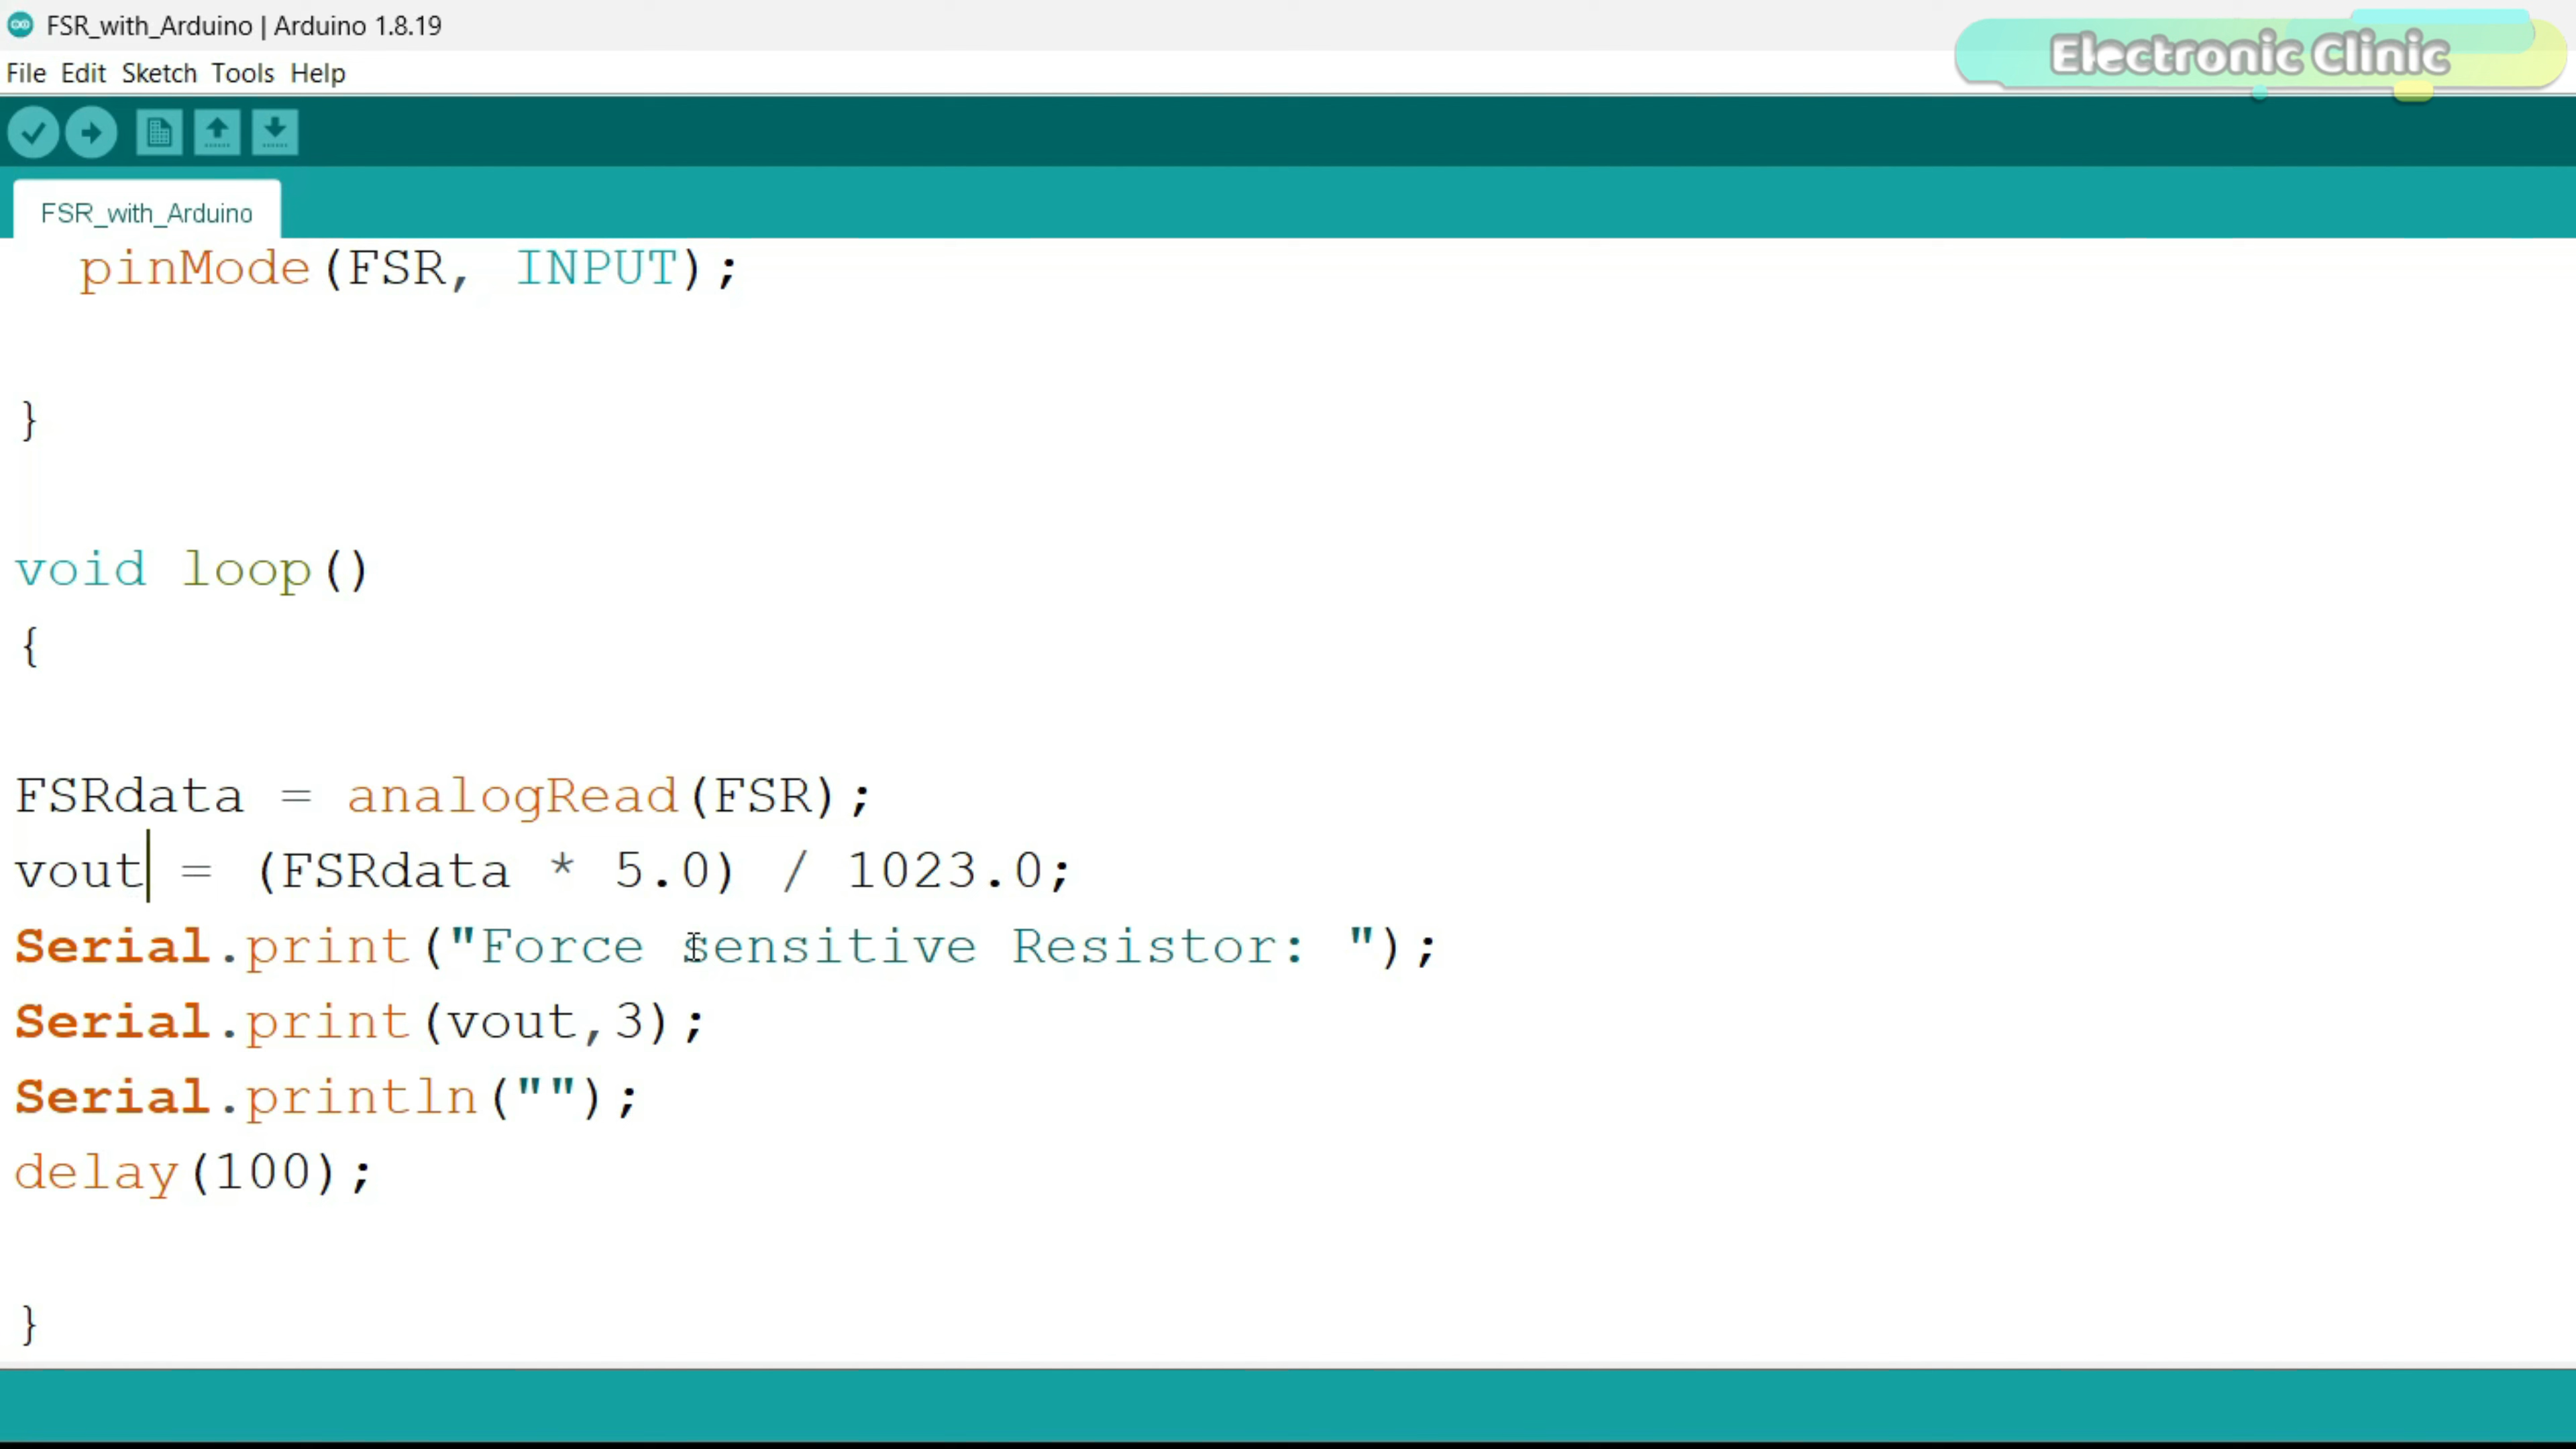 FSR_with_Arduino | Arduino 1.8.19
Electronic Clinic
File Edit Sketch Tools Help
FSR_with_Arduino
pinMode(FSR, INPUT);
}
void loop()
{
FSRdata = analogRead(FSR);
vout = (FSRdata * 5.0) / 1023.0;
Serial.print("Force sensitive Resistor: ");
Serial.print(vout,3);
Serial.println("");
delay(100);
}